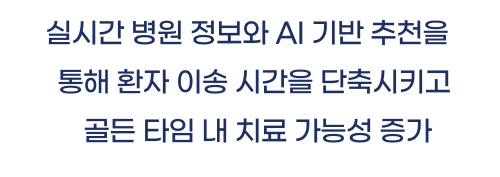 실시간 병원 정보와 AI 기반 추천을
통해 환자 이송 시간을 단축시키고
골든 타임 내 치료 가능성 증가